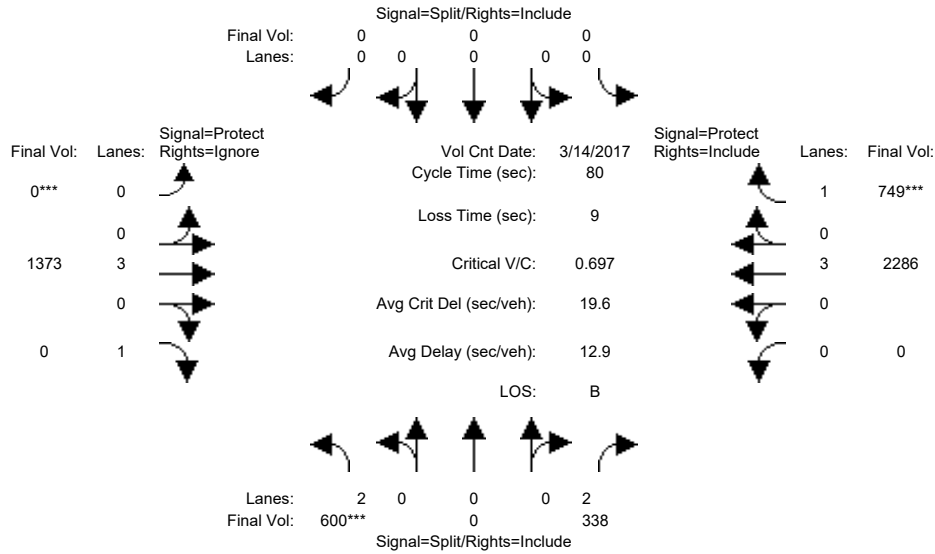 Signal=Split/Rights=Include
Final Vol: 0 0 0
Lanes: 0 0 0 0 0
Signal=Protect Signal=Protect
Final Vol: Lanes: Rights=Ignore Vol Cnt Date: 3/14/2017 Rights=Include Lanes: Final Vol:
Cycle Time (sec): 80
0*** 0 1 749***
Loss Time (sec): 9
0 0
1373 3 Critical V/C: 0.697 3 2286
0 Avg Crit Del (sec/veh): 19.6 0
0 1 Avg Delay (sec/veh): 12.9 0 0
LOS: B
Lanes: 2 0 0 0 2
Final Vol: 600*** 0 338
Signal=Split/Rights=Include